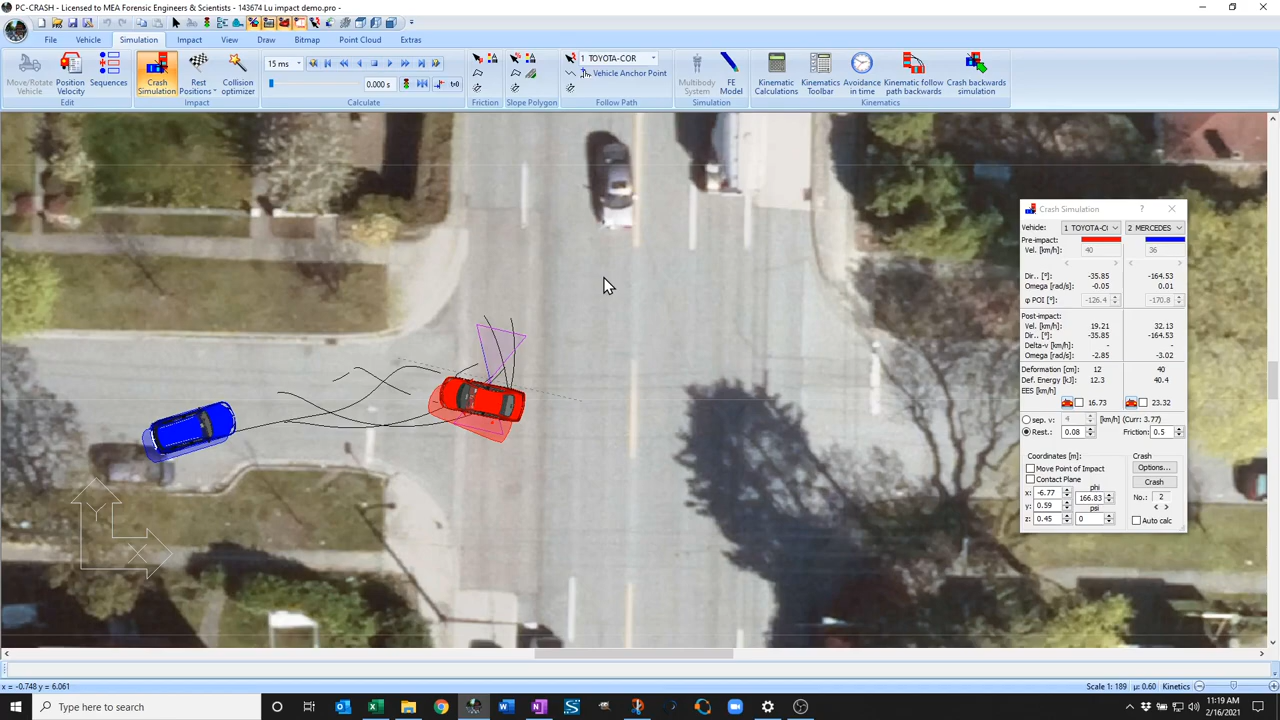 PC-CRASH - Licensed to MEA Forensic Engineers & Scientists - 143674 Lu impact demo.pro -
File Vehicle Simulation Impact View Draw Bitmap Point Cloud Extras
Move/Rotate Vehicle
Position Velocity
Sequences
Edit
Crash Simulation
Rest Positions
Collision optimizer
Impact
15 ms
0.000 s
Calculate
Friction
Slope Polygon
1 TOYOTA-COR
Vehicle Anchor Point
Follow Path
Multibody System
FE Model
Simulation
Kinematic Calculations
Kinematics Toolbar
Avoidance in time
Kinematic follow path backwards
Crash backwards simulation
Kinematics
Crash Simulation ?
Vehicle: 1 TOYOTA-CO 2 MERCEDES
Pre-impact:
Vel. [km/h] 40 36
Dir.. [°]: -35.85 -164.53
Omega [rad/s] -0.05 0.01
φ POI [°] -126.4 -170.8
Post-impact:
Vel. [km/h] 19.21 32.13
Dir.. [°]: -35.85 -164.53
Delta-v [km/h] - -
Omega [rad/s] -2.85 -3.02
Deformation [cm] 12 40
Def. Energy [kJ] 12.3 40.4
EES [km/h]
16.73 23.32
sep. v. 4 [km/h] (Curr: 3.77)
Rest.: 0.08 Friction: 0.5
Coordinates [m]
Move Point of Impact
Contact Plane
x: -6.77 phi 166.83
y: 0.59 psi
z: 0.45 0
Crash
Options...
Crash
No.: 2
< >
Auto calc
Y
X
x = -0.748 y = 6.061
Scale 1: 189 µ: 0.60 Kinetics
Type here to search
11:19 AM
2/16/2021